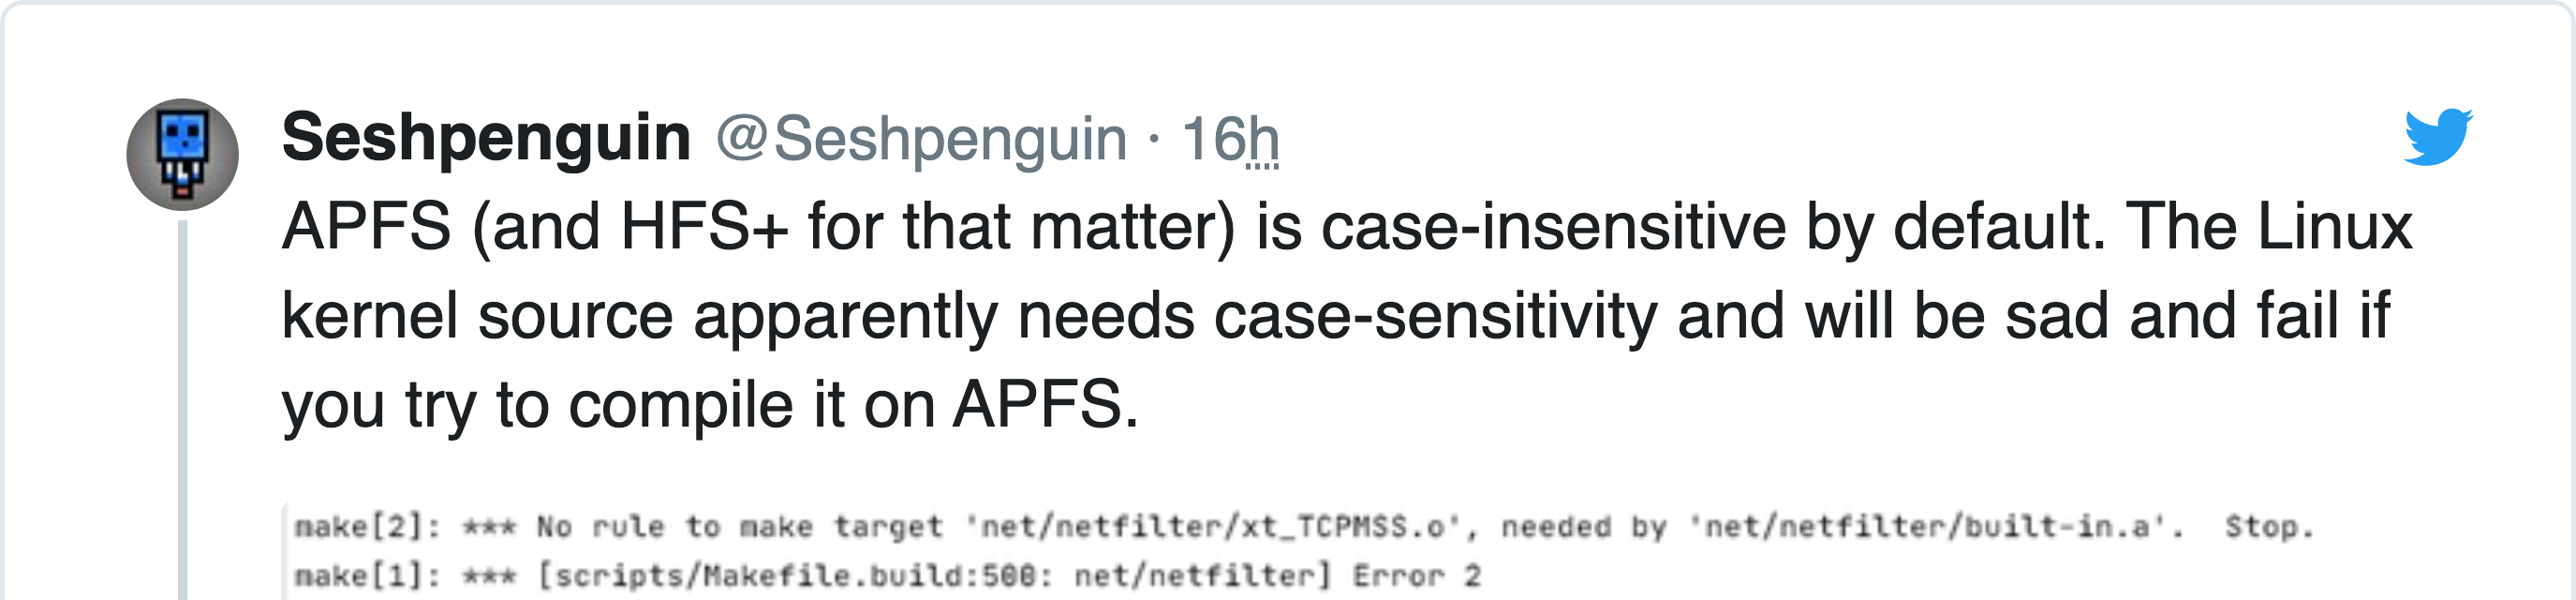 Seshpenguin @Seshpenguin · 16h
APFS (and HFS+ for that matter) is case-insensitive by default. The Linux
kernel source apparently needs case-sensitivity and will be sad and fail if
you try to compile it on APFS.
make[2]: *** No rule to make target 'net/netfilter/xt_TCPMSS.o', needed by 'net/netfilter/built-in.a'.  Stop.
make[1]: *** [scripts/Makefile.build:500: net/netfilter] Error 2